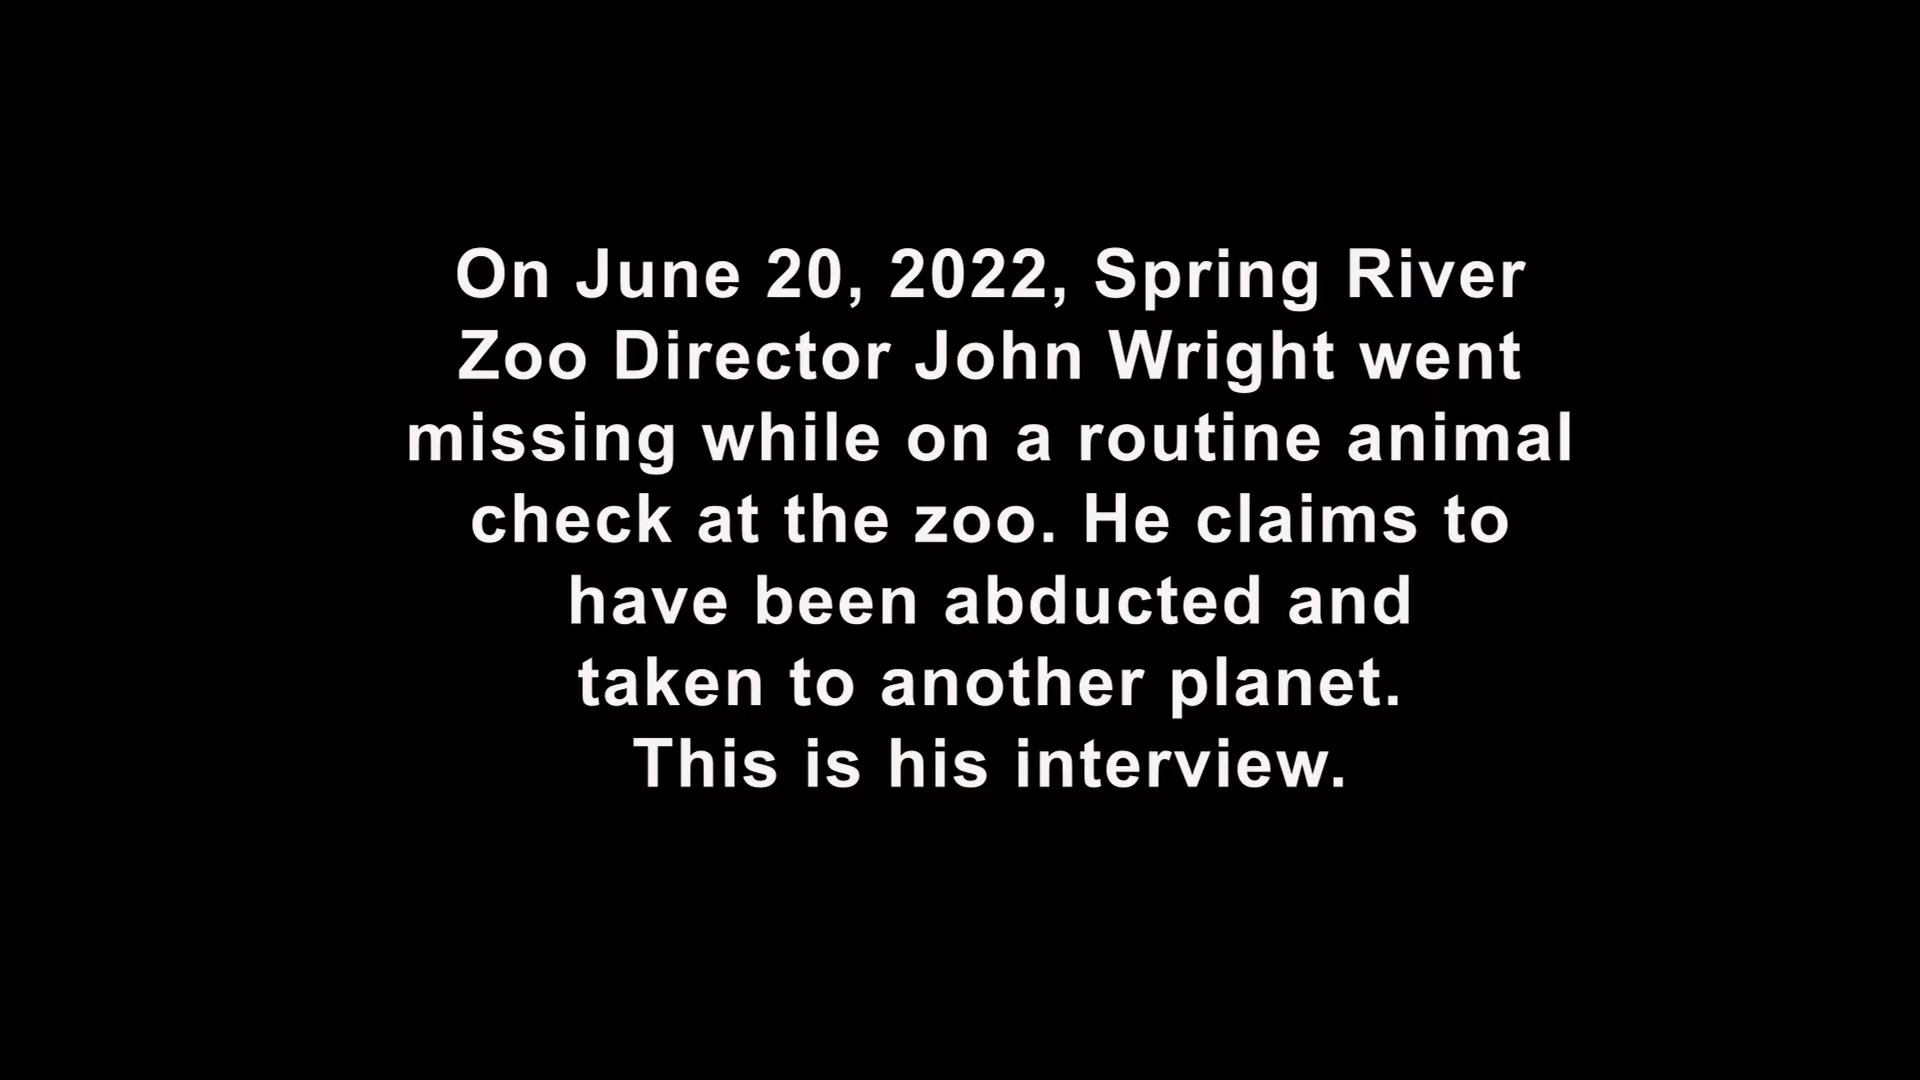 On June 20, 2022, Spring River
Zoo Director John Wright went
missing while on a routine animal
check at the zoo. He claims to
have been abducted and
taken to another planet.
This is his interview.